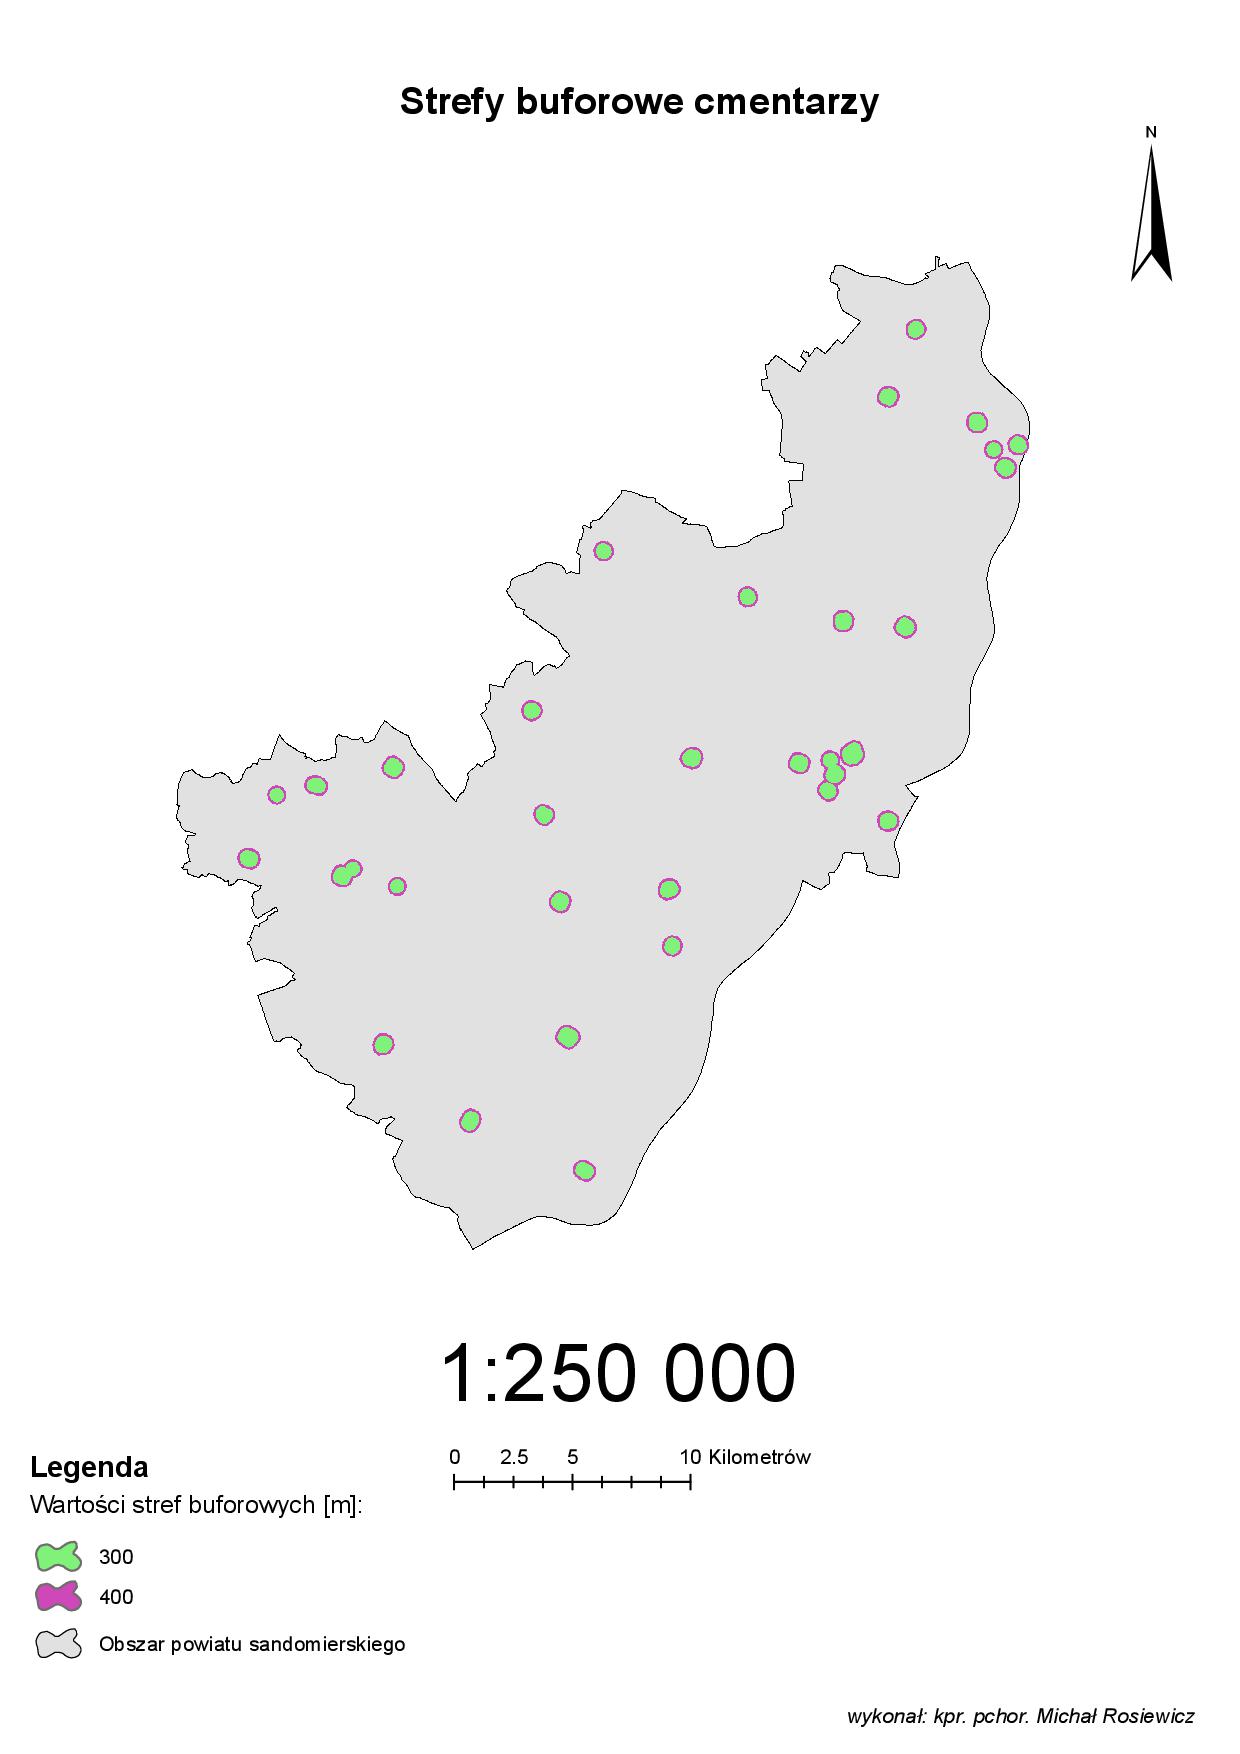 Strefy buforowe cmentarzy
N
1:250 000
0 2.5 5 10 Kilometrów
Legenda
Wartości stref buforowych [m]:
300
400
Obszar powiatu sandomierskiego
wykonał: kpr. pchor. Michał Rosiewicz